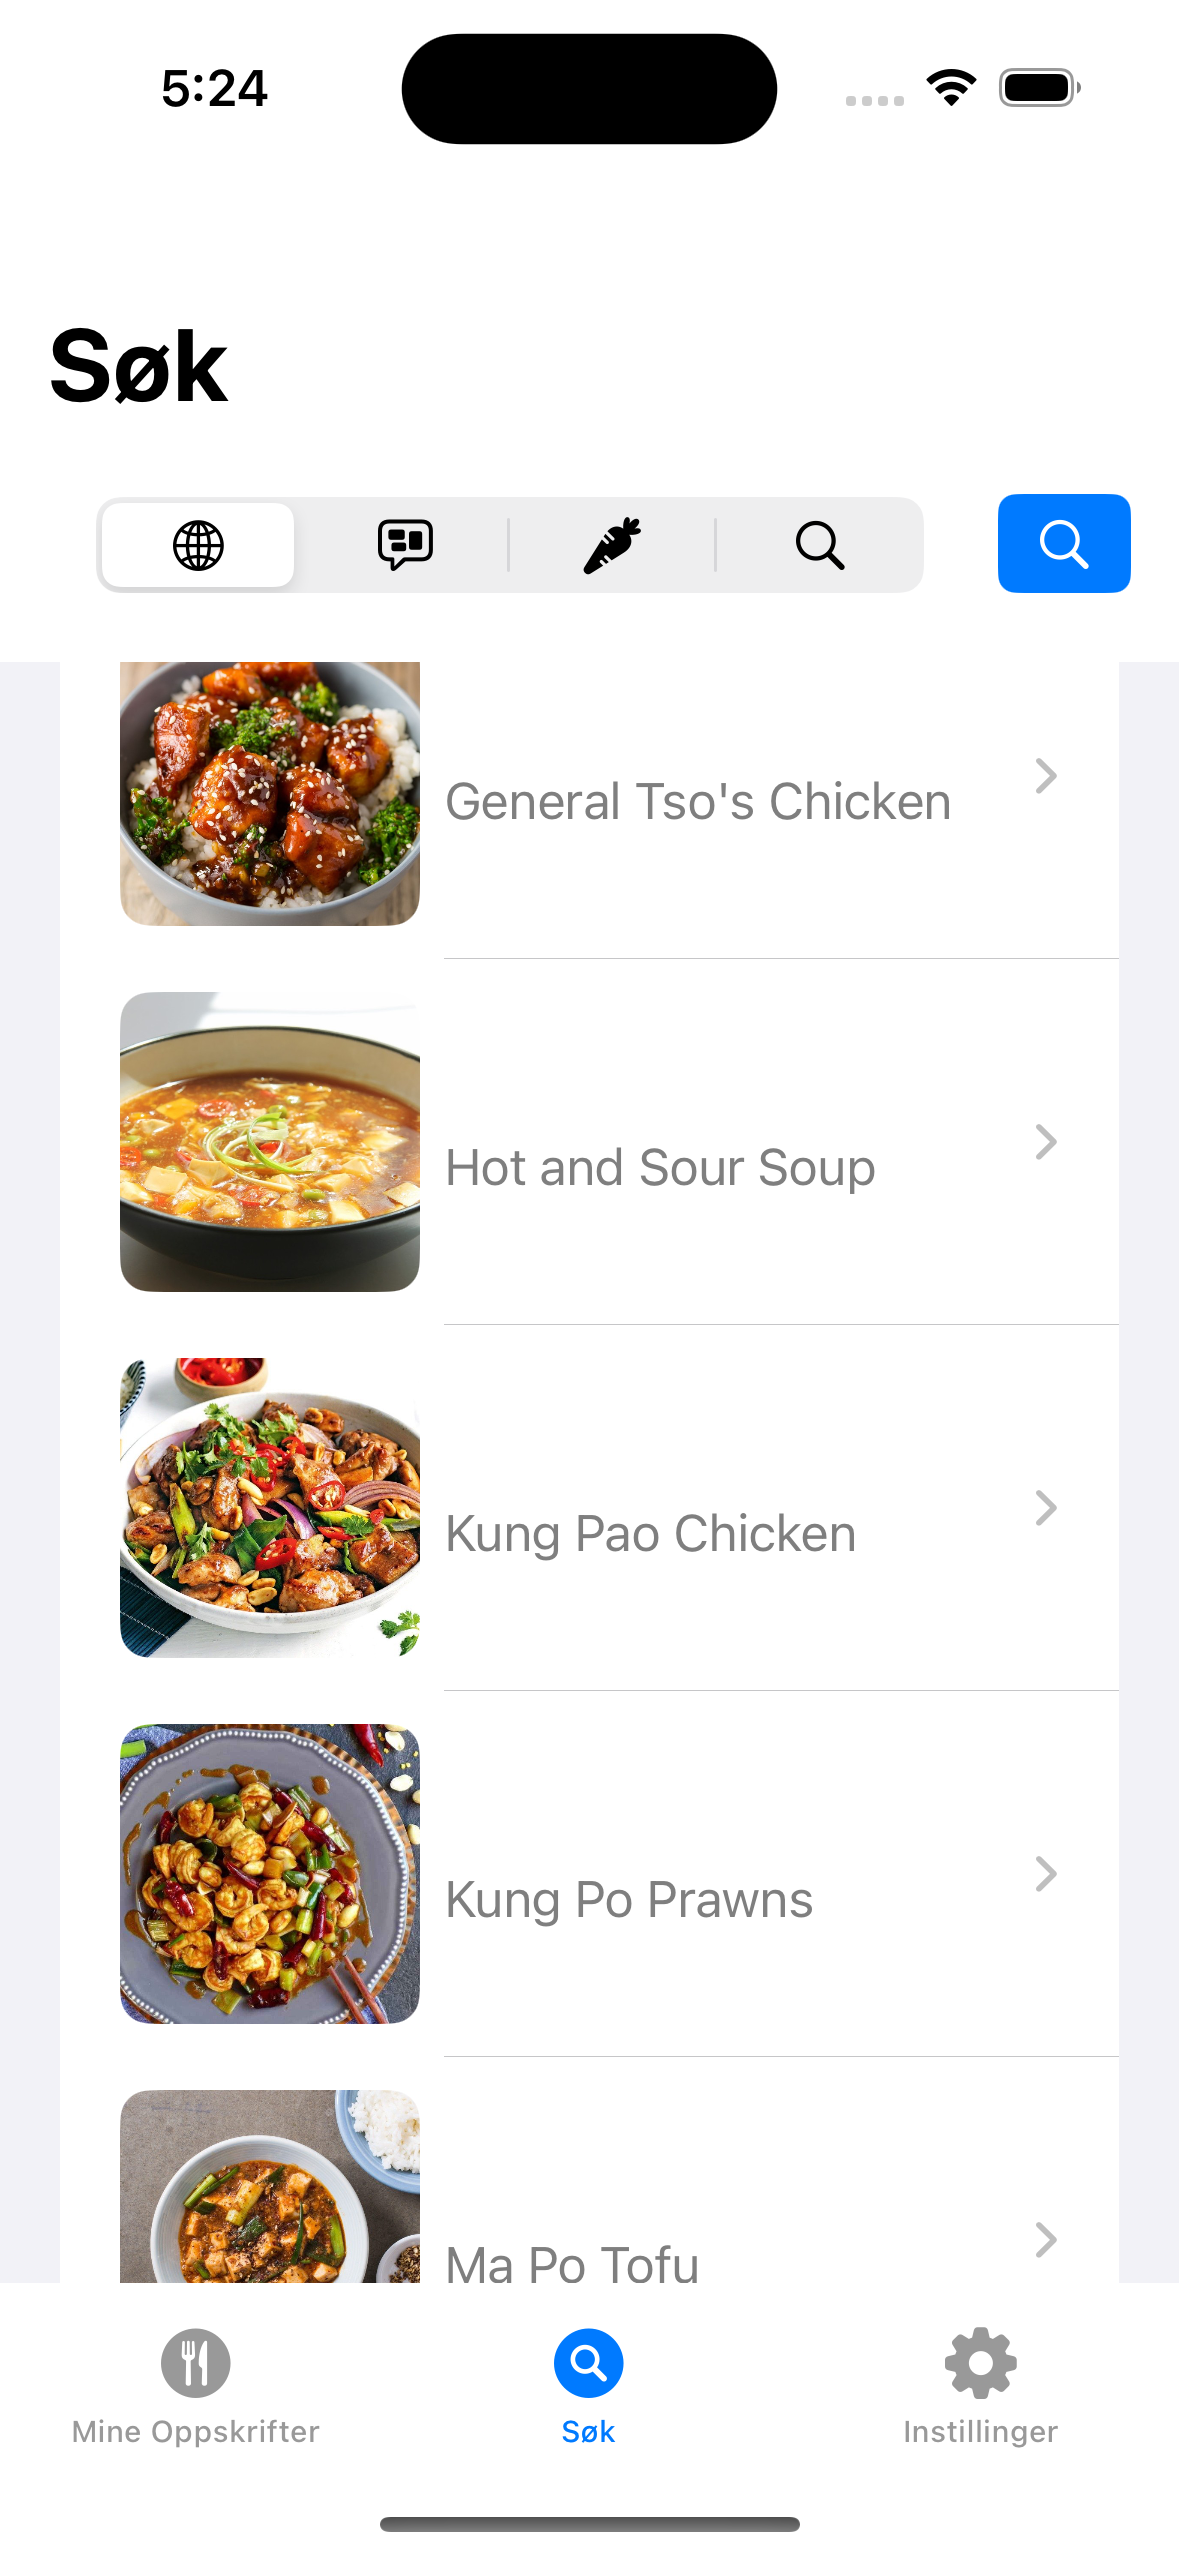 5:24
Søk
General Tso's Chicken
Hot and Sour Soup
Kung Pao Chicken
Kung Po Prawns
Ma Po Tofu
Mine Oppskrifter
Søk
Instillinger